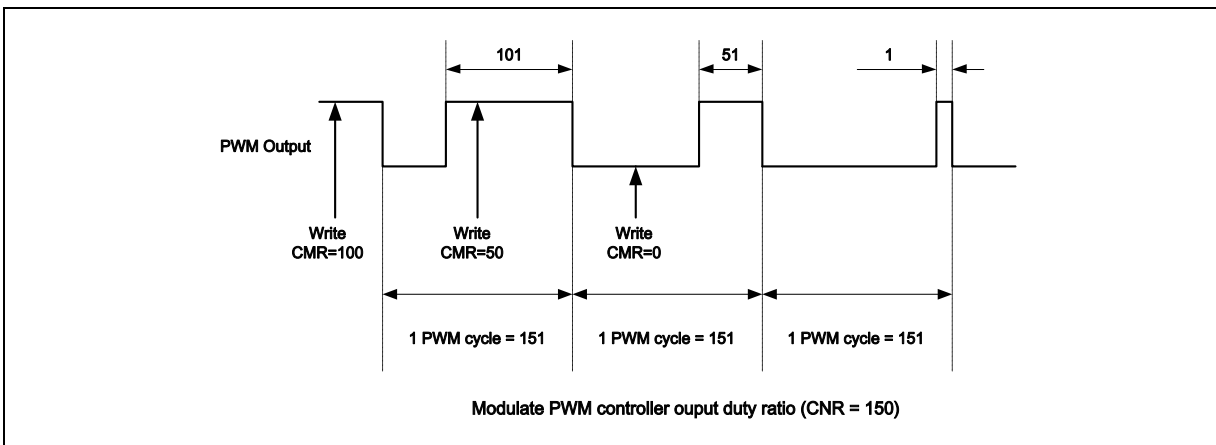 101
51
1
PWM Output
Write
CMR=100
Write
CMR=50
Write
CMR=0
1 PWM cycle = 151
1 PWM cycle = 151
1 PWM cycle = 151
Modulate PWM controller ouput duty ratio (CNR = 150)